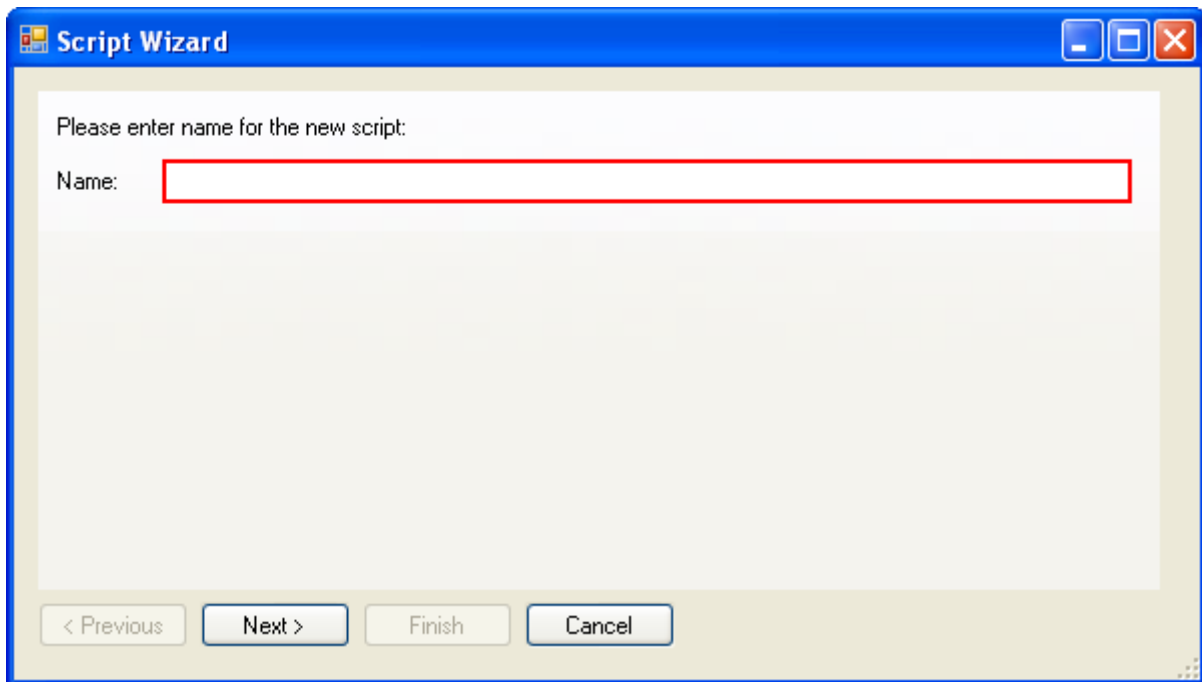 Script Wizard
Please enter name for the new script:
Name:
< Previous Next > Finish Cancel